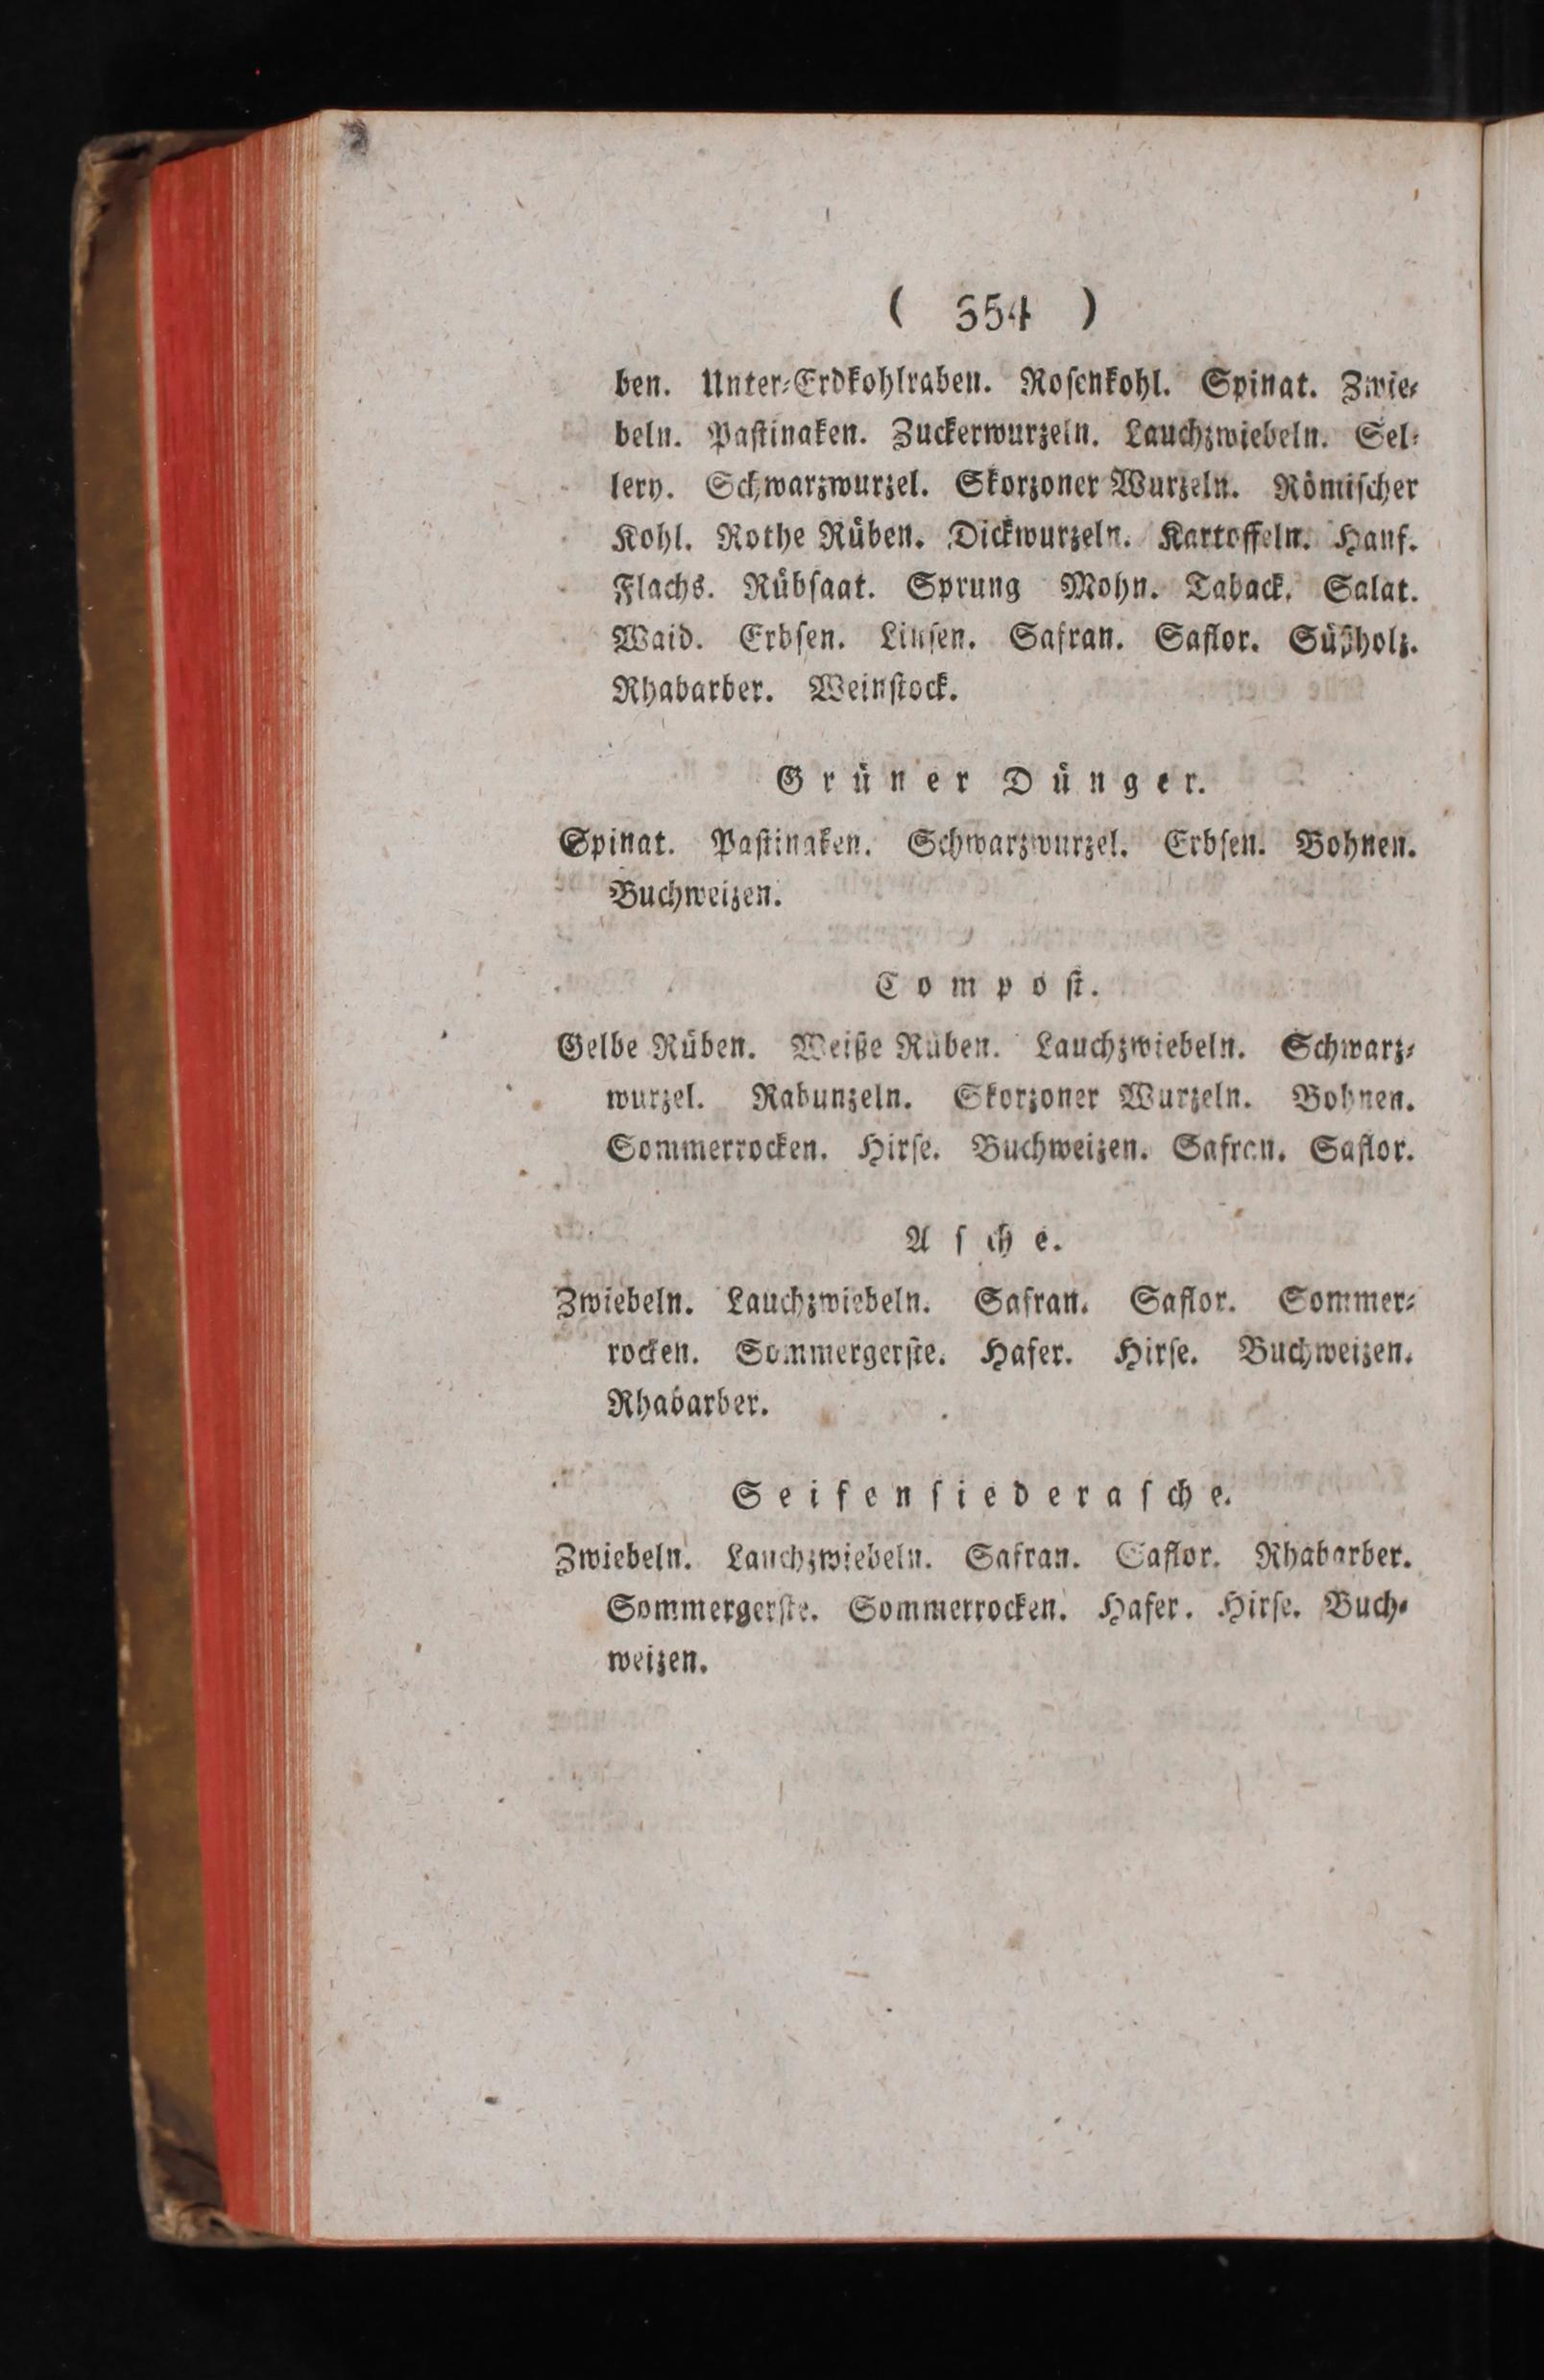 ( 354 )
ben. Unter-Erdkohlraben. Rosenkohl. Spinat. Zwie-
beln. Pastinaken. Zuckerwurzeln. Lauchzwiebeln. Sel-
lery. Schwarzwurzel. Skorzoner Wurzeln. Römischer
Kohl. Rothe Rüben. Dickwurzeln. Kartoffeln. Hanf.
Flachs. Rübsaat. Sprung Mohn. Taback. Salat.
Waid. Erbsen. Linsen. Safran. Saflor. Süßholz.
Rhabarber. Weinstock.
Grüner Dünger.
Spinat. Pastinaken. Schwarzwurzel. Erbsen. Bohnen.
Buchweizen.
Compost.
Gelbe Rüben. Weiße Rüben. Lauchzwiebeln. Schwarz-
wurzel. Rabunzeln. Skorzoner Wurzeln. Bohnen.
Sommerrocken. Hirse. Buchweizen. Safran. Saflor.
Asche.
Zwiebeln. Lauchzwiebeln. Safran. Saflor. Sommer-
rocken. Sommergerste. Hafer. Hirse. Buchweizen.
Rhabarber.
Seifensiederasche.
Zwiebeln. Lauchzwiebeln. Safran. Saflor. Rhabarber.
Sommergerste. Sommerrocken. Hafer. Hirse. Buch-
weizen.